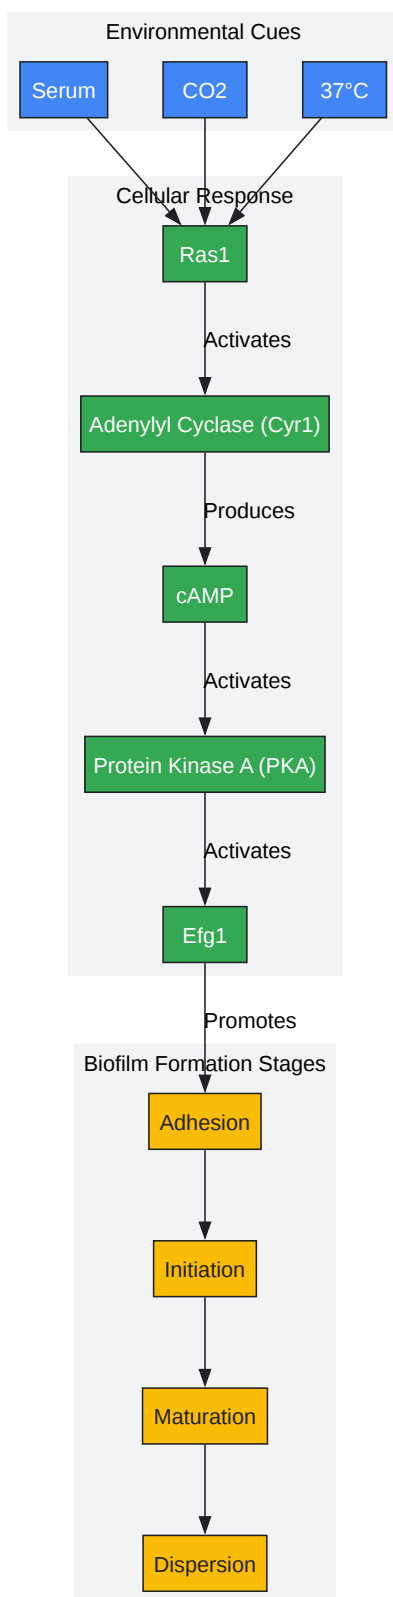 Environmental Cues
Serum
CO2
37°C
Cellular Response
Ras1
Activates
Adenylyl Cyclase (Cyr1)
Produces
cAMP
Activates
Protein Kinase A (PKA)
Activates
Efg1
Promotes
Biofilm Formation Stages
Adhesion
Initiation
Maturation
Dispersion